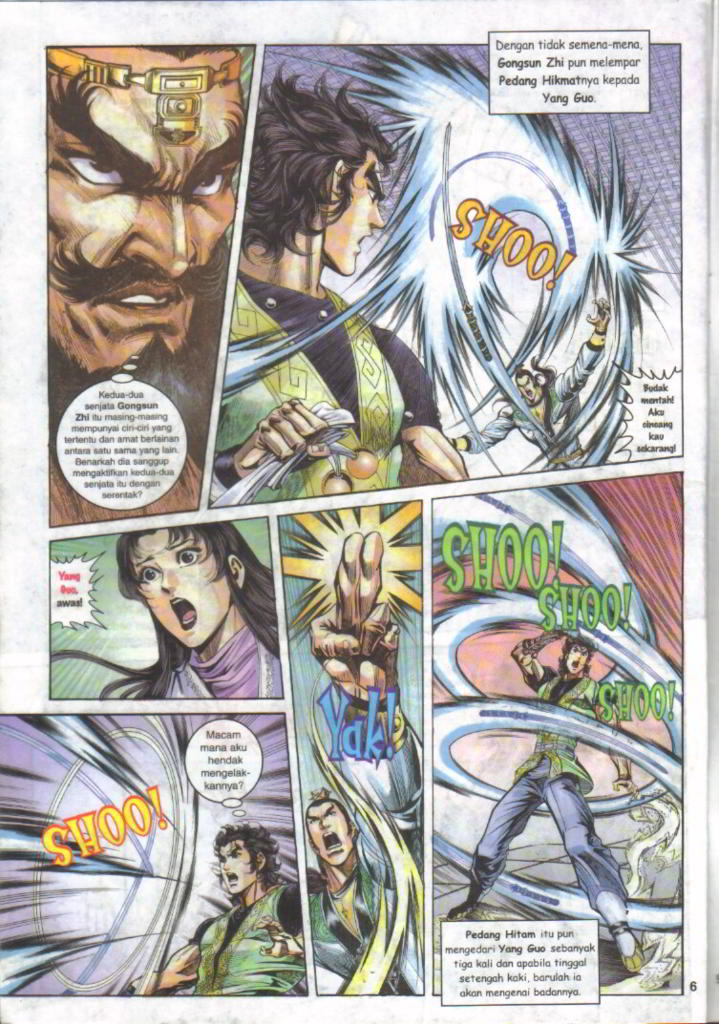 Dengan tidak semena-mena,
Gongsun Zhi pun melempar
Pedang Hikmatnya kepada
Yang Guo.
SHOO!
Kedua-dua
senjata Gongsun
Zhi itu masing-masing
mempunyai ciri-ciri yang
tertentu dan amat berlainan
antara satu sama yang lain.
Benarkah dia sanggup
mengaktifkan kedua-dua
senjata itu dengan
serentak?
Budak
mentah!
Aku
cincang
kau
sekarang!
Yang
Guo,
awas!
Yak!
SHOO!
SHOO!
SHOO!
Macam
mana aku
hendak
mengelak-
kannya?
SHOO!
Pedang Hitam itu pun
mengedari Yang Guo sebanyak
tiga kali dan apabila tinggal
setengah kaki, barulah ia
akan mengenai badannya.
6